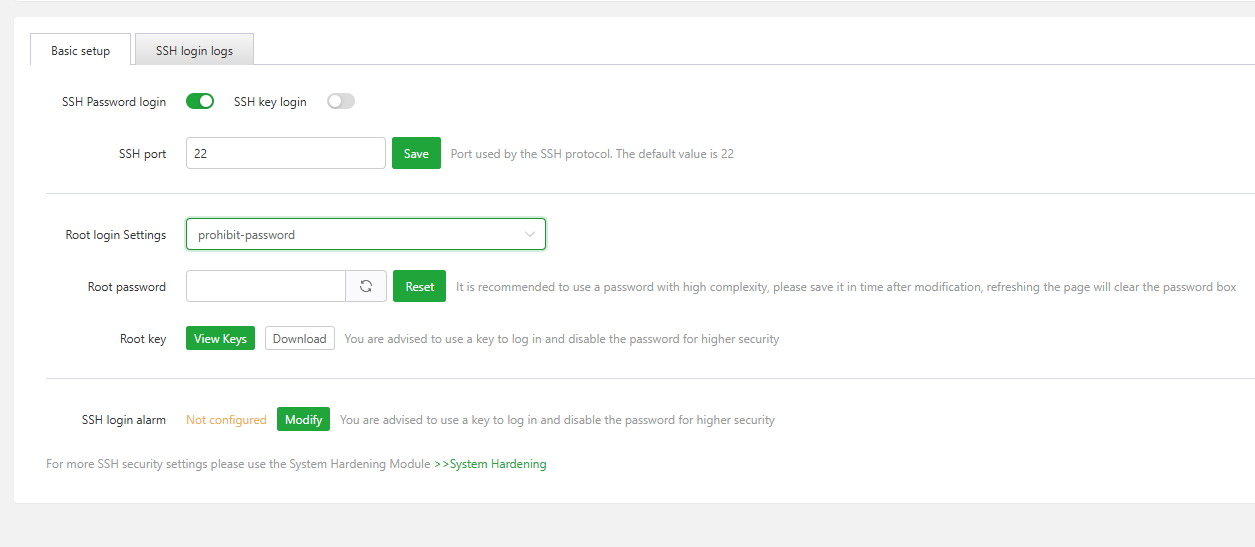 Basic setup SSH login logs
SSH Password login SSH key login
SSH port 22 Save Port used by the SSH protocol. The default value is 22
Root login Settings prohibit-password
Root password Reset It is recommended to use a password with high complexity, please save it in time after modification, refreshing the page will clear the password box
Root key View Keys Download You are advised to use a key to log in and disable the password for higher security
SSH login alarm Not configured Modify You are advised to use a key to log in and disable the password for higher security
For more SSH security settings please use the System Hardening Module >>System Hardening